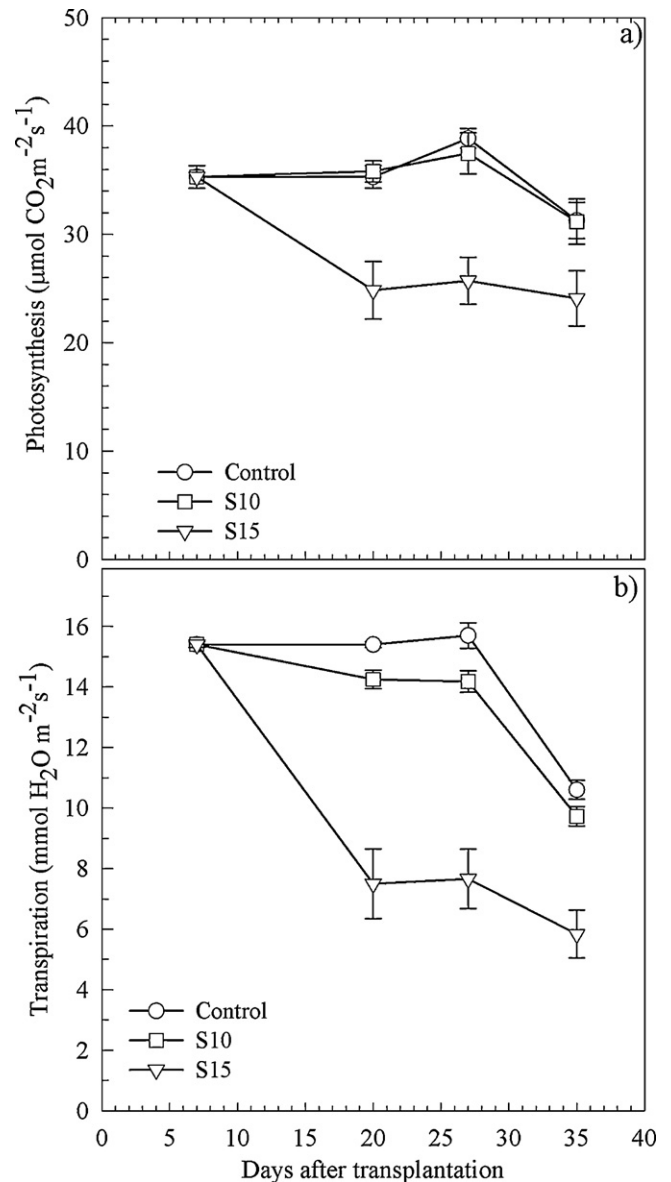 a)
50
40
30
20
10
0
Photosynthesis (μmol CO₂m⁻²s⁻¹)
Control
S10
S15
b)
16
14
12
10
8
6
4
2
0
Transpiration (mmol H₂O m⁻²s⁻¹)
Control
S10
S15
0 5 10 15 20 25 30 35 40
Days after transplantation